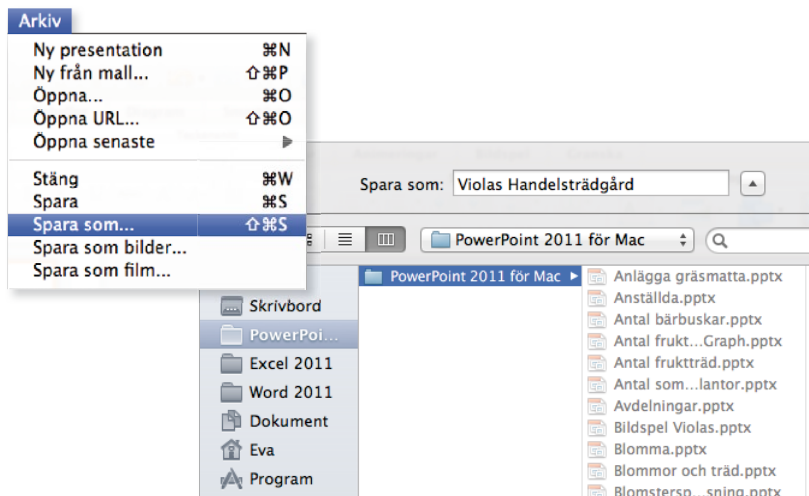 Arkiv
Ny presentation ⌘N
Ny från mall... ⇧⌘P
Öppna... ⌘O
Öppna URL... ⇧⌘O
Öppna senaste ▶
Stäng ⌘W
Spara ⌘S
Spara som... ⇧⌘S
Spara som bilder...
Spara som film...
Spara som: Violas Handelsträdgård
PowerPoint 2011 för Mac
Skrivbord
PowerPoi...
Excel 2011
Word 2011
Dokument
Eva
Program
PowerPoint 2011 för Mac ▶
Anlägga gräsmatta.pptx
Anställda.pptx
Antal bärbuskar.pptx
Antal frukt...Graph.pptx
Antal fruktträd.pptx
Antal som...lantor.pptx
Avdelningar.pptx
Bildspel Violas.pptx
Blomma.pptx
Blommor och träd.pptx
Blomstersp...sning.pptx